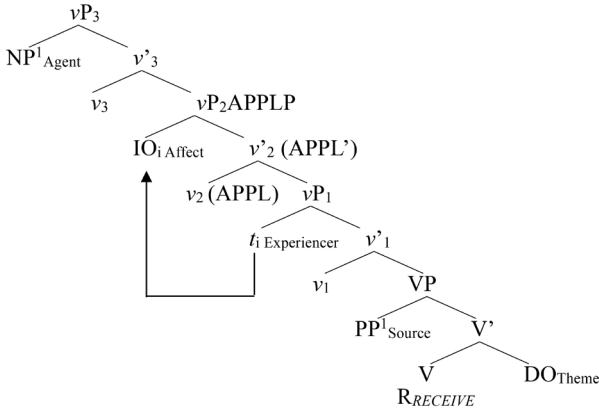 vP₃
NP¹Agent v'₃
v₃ vP₂APPLP
IOᵢ Affect v'₂ (APPL')
v₂ (APPL) vP₁
tᵢ Experiencer v'₁
v₁ VP
PP¹Source V'
V DOTheme
RRECEIVE